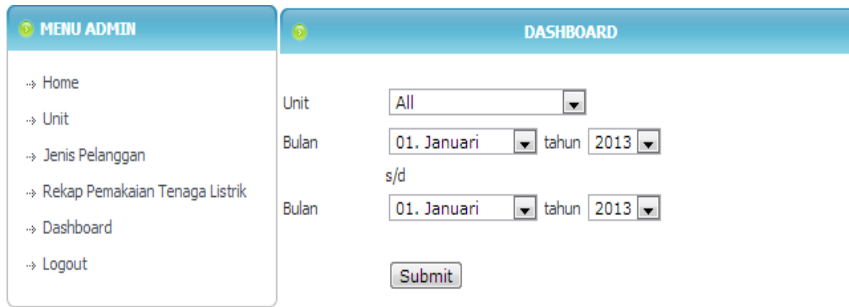 MENU ADMIN
Home
Unit
Jenis Pelanggan
Rekap Pemakaian Tenaga Listrik
Dashboard
Logout
DASHBOARD
Unit All
Bulan 01. Januari tahun 2013
s/d
Bulan 01. Januari tahun 2013
Submit